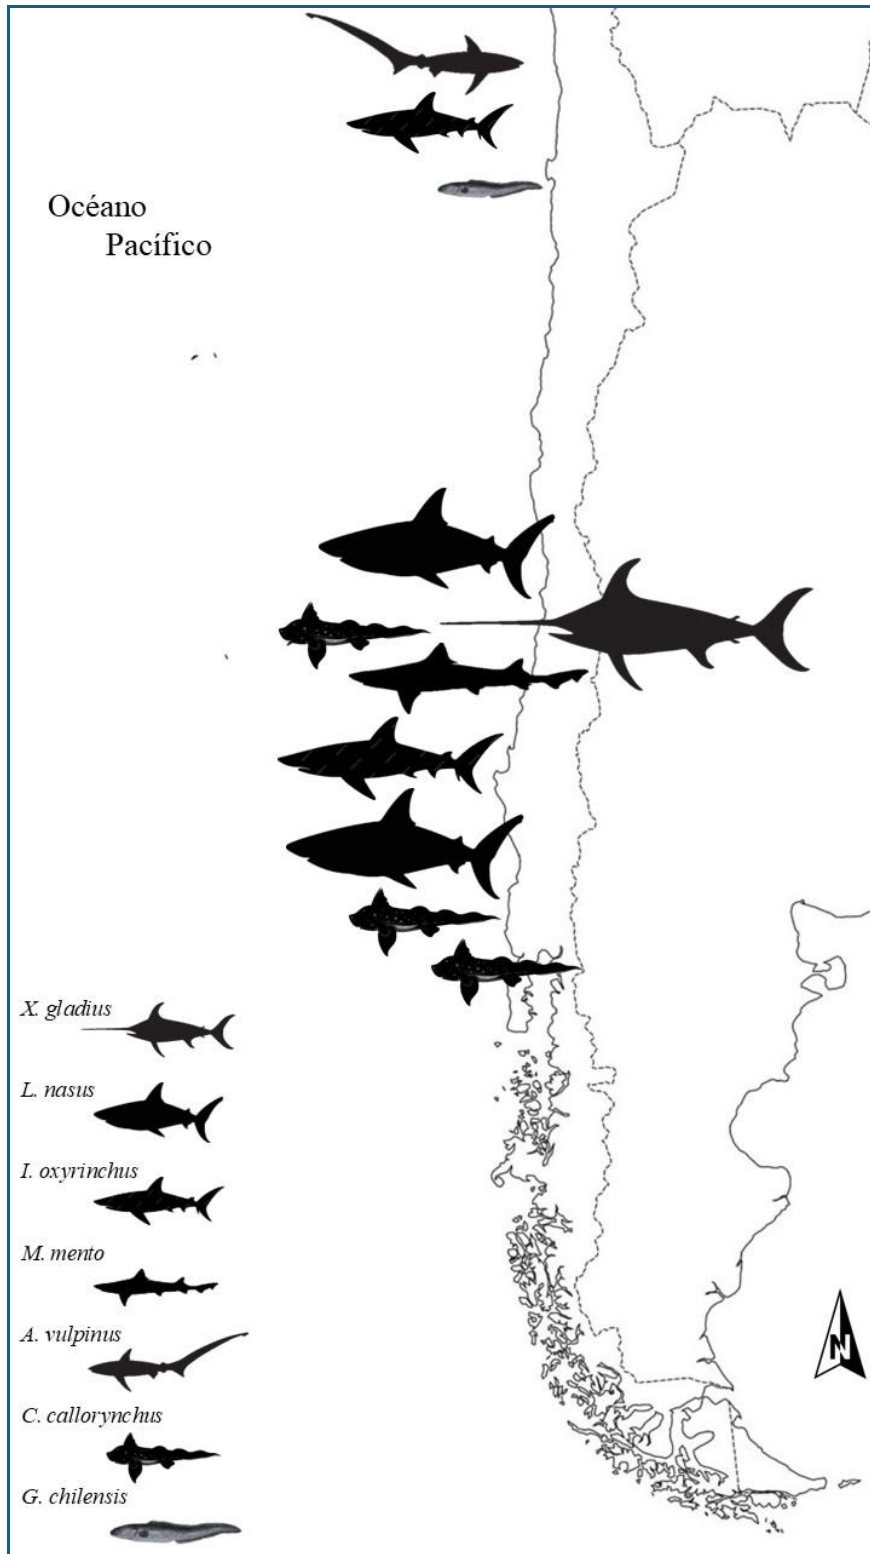 Océano
Pacífico
X. gladius
L. nasus
I. oxyrinchus
M. mento
A. vulpinus
C. callorynchus
G. chilensis
N